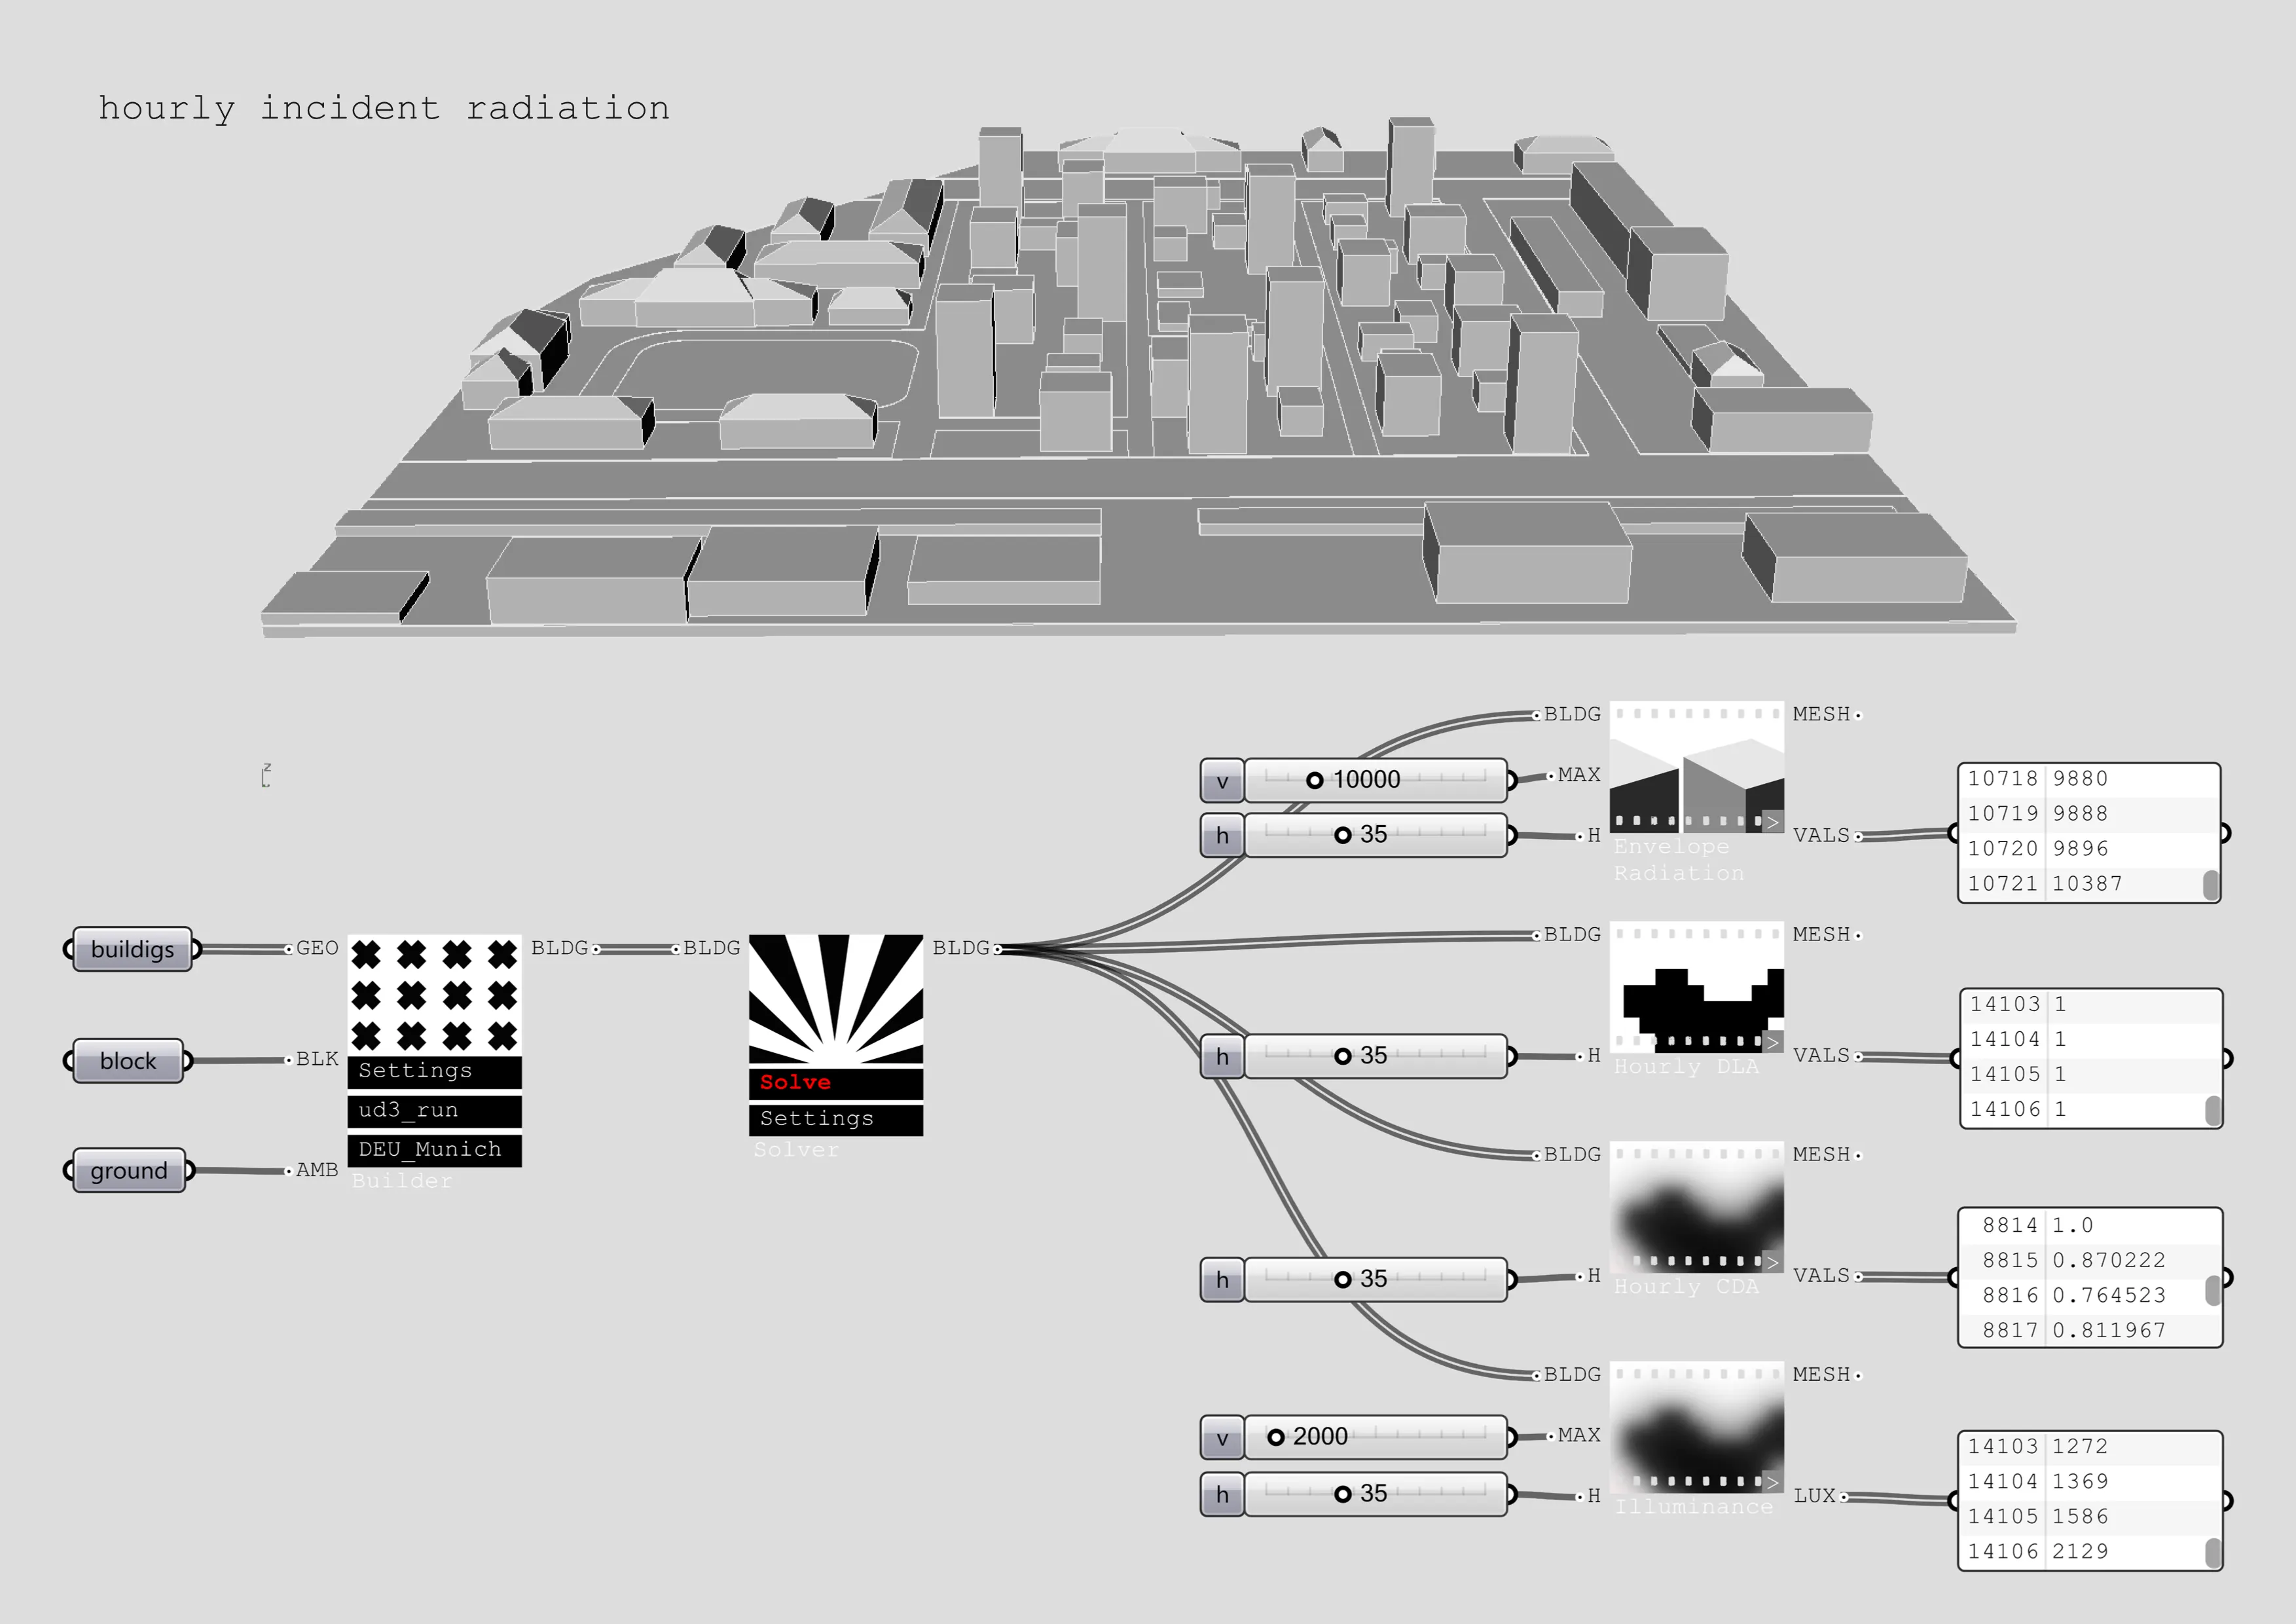 hourly incident radiation
z
BLDG
MESH
v 10000
MAX
h 35
H
VALS
Envelope
Radiation
10718 9880
10719 9888
10720 9896
10721 10387
buildigs
GEO
block
BLK
ground
AMB
Settings
ud3_run
DEU_Munich
Builder
BLDG
BLDG
Solve
Settings
Solver
BLDG
BLDG
MESH
h 35
H
> 
VALS
Hourly DLA
14103 1
14104 1
14105 1
14106 1
BLDG
MESH
h 35
H
>
VALS
Hourly CDA
8814 1.0
8815 0.870222
8816 0.764523
8817 0.811967
BLDG
MESH
v 2000
MAX
h 35
H
>
LUX
Illuminance
14103 1272
14104 1369
14105 1586
14106 2129